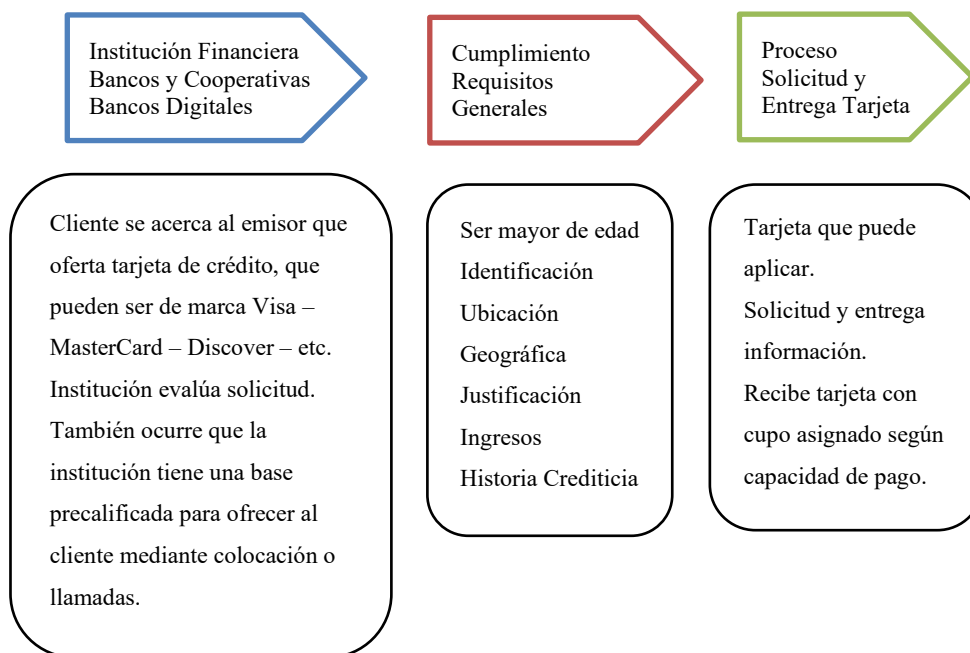 Institución Financiera
Bancos y Cooperativas
Bancos Digitales
Cumplimiento
Requisitos
Generales
Proceso
Solicitud y
Entrega Tarjeta
Cliente se acerca al emisor que
oferta tarjeta de crédito, que
pueden ser de marca Visa –
MasterCard – Discover – etc.
Institución evalúa solicitud.
También ocurre que la
institución tiene una base
precalificada para ofrecer al
cliente mediante colocación o
llamadas.
Ser mayor de edad
Identificación
Ubicación
Geográfica
Justificación
Ingresos
Historia Crediticia
Tarjeta que puede
aplicar.
Solicitud y entrega
información.
Recibe tarjeta con
cupo asignado según
capacidad de pago.